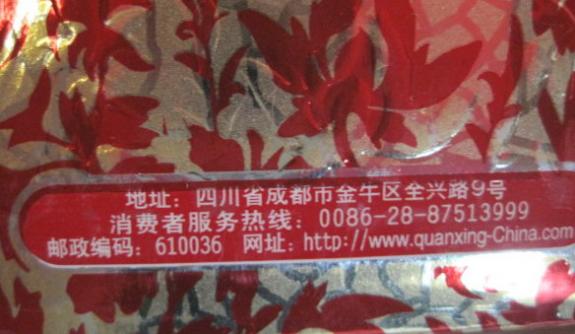 地址：四川省成都市金牛区全兴路9号
消费者服务热线：0086-28-87513999
邮政编码：610036 网址：http://www.quanxing-China.com